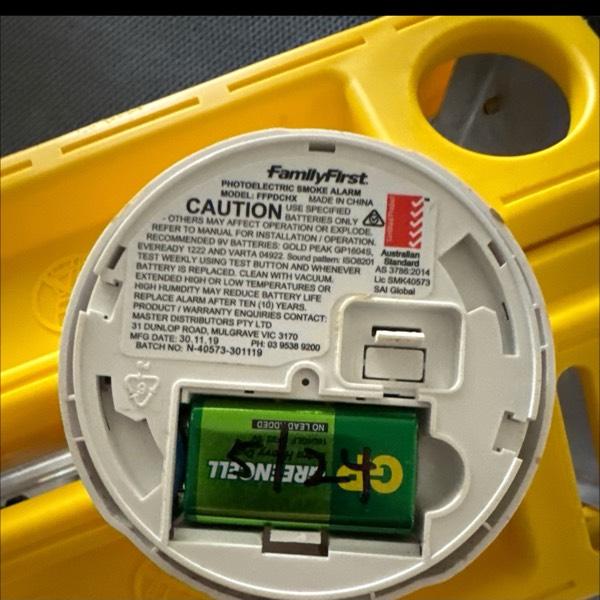 FamilyFirst
PHOTOELECTRIC SMOKE ALARM
MODEL: FFPDCHX MADE IN CHINA
CAUTION USE SPECIFIED BATTERIES ONLY
- OTHERS MAY AFFECT OPERATION OR EXPLODE.
REFER TO MANUAL FOR INSTALLATION / OPERATION.
RECOMMENDED 9V BATTERIES: GOLD PEAK GP1604S,
EVEREADY 1222 AND VARTA 04922. Sound pattern: ISO8201
TEST WEEKLY USING TEST BUTTON AND WHENEVER
BATTERY IS REPLACED. CLEAN WITH VACUUM.
EXTENDED HIGH OR LOW TEMPERATURES OR
HIGH HUMIDITY MAY REDUCE BATTERY LIFE
REPLACE ALARM AFTER TEN (10) YEARS.
PRODUCT / WARRANTY ENQUIRIES CONTACT:
MASTER DISTRIBUTORS PTY LTD
31 DUNLOP ROAD, MULGRAVE VIC 3170
MFG DATE: 30.11.19 PH: 03 9538 9200
BATCH NO: N-40573-301119
Australian
Standard
AS 3786:2014
Lic SMK40573
SAI Global
NO LEAD ADDED
GP GREENCELL